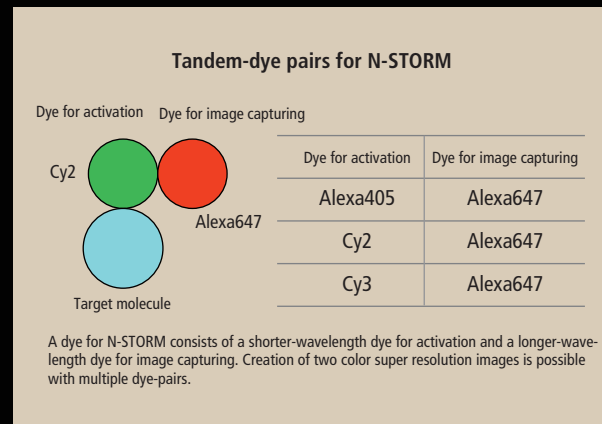 Tandem-dye pairs for N-STORM
Dye for activation
Dye for image capturing
Cy2
Alexa647
Target molecule
Dye for activation Dye for image capturing
Alexa405 Alexa647
Cy2 Alexa647
Cy3 Alexa647
A dye for N-STORM consists of a shorter-wavelength dye for activation and a longer-wave-
length dye for image capturing. Creation of two color super resolution images is possible
with multiple dye-pairs.